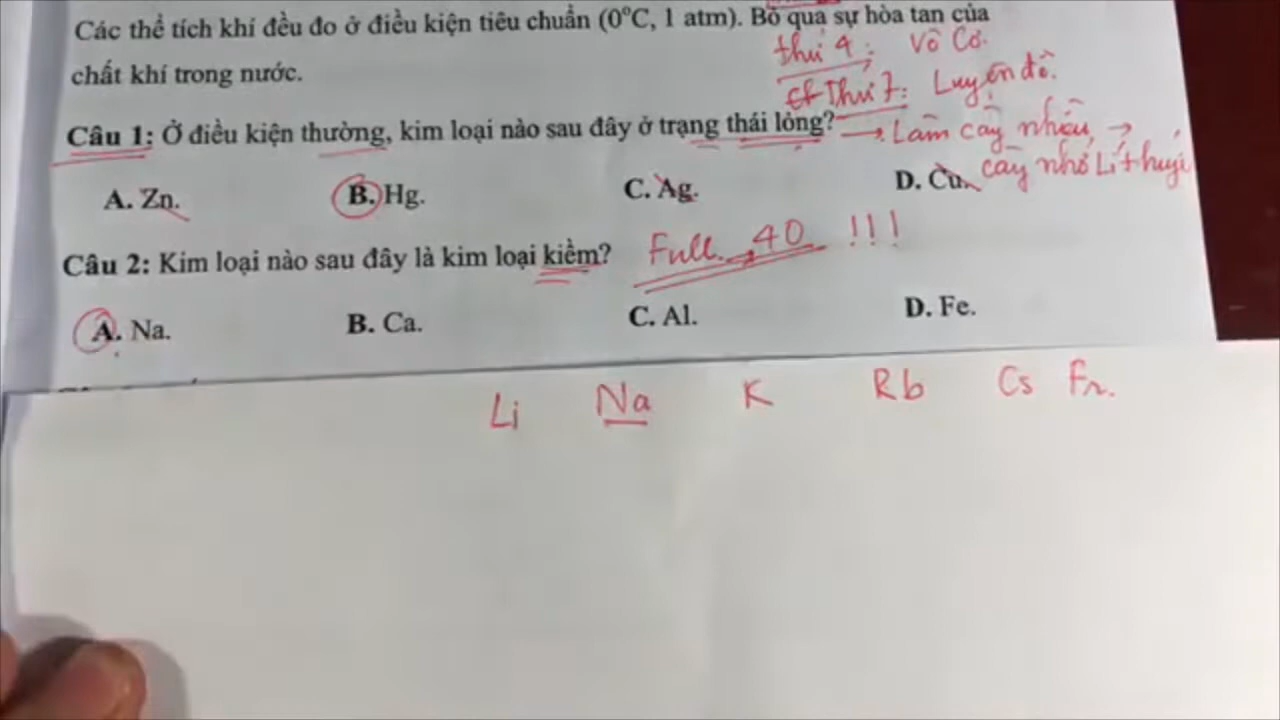 Các thể tích khí đều đo ở điều kiện tiêu chuẩn (0°C, 1 atm). Bỏ qua sự hòa tan của
chất khí trong nước.
thứ 4: Vô Cơ.
Thứ 7: Luyện đề.
Câu 1: Ở điều kiện thường, kim loại nào sau đây ở trạng thái lỏng?
→ Làm càng nhiều →
càng nhớ Lí thuyết
A. Zn. B. Hg. C. Ag. D. Cu.
Câu 2: Kim loại nào sau đây là kim loại kiềm?
Full 40 !!!
A. Na. B. Ca. C. Al. D. Fe.
Li Na K Rb Cs Fr.